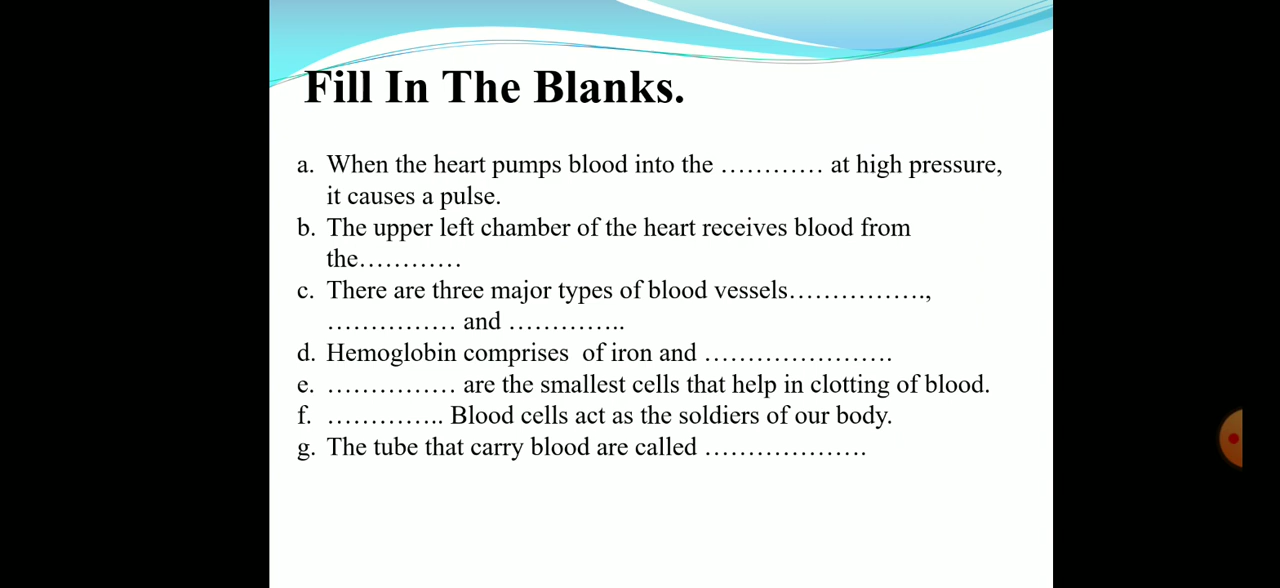 Fill In The Blanks.
a. When the heart pumps blood into the ………… at high pressure,
it causes a pulse.
b. The upper left chamber of the heart receives blood from
the…………
c. There are three major types of blood vessels…………….,
…………… and …………..
d. Hemoglobin comprises  of iron and ………………….
e. …………… are the smallest cells that help in clotting of blood.
f. ………….. Blood cells act as the soldiers of our body.
g. The tube that carry blood are called ……………….